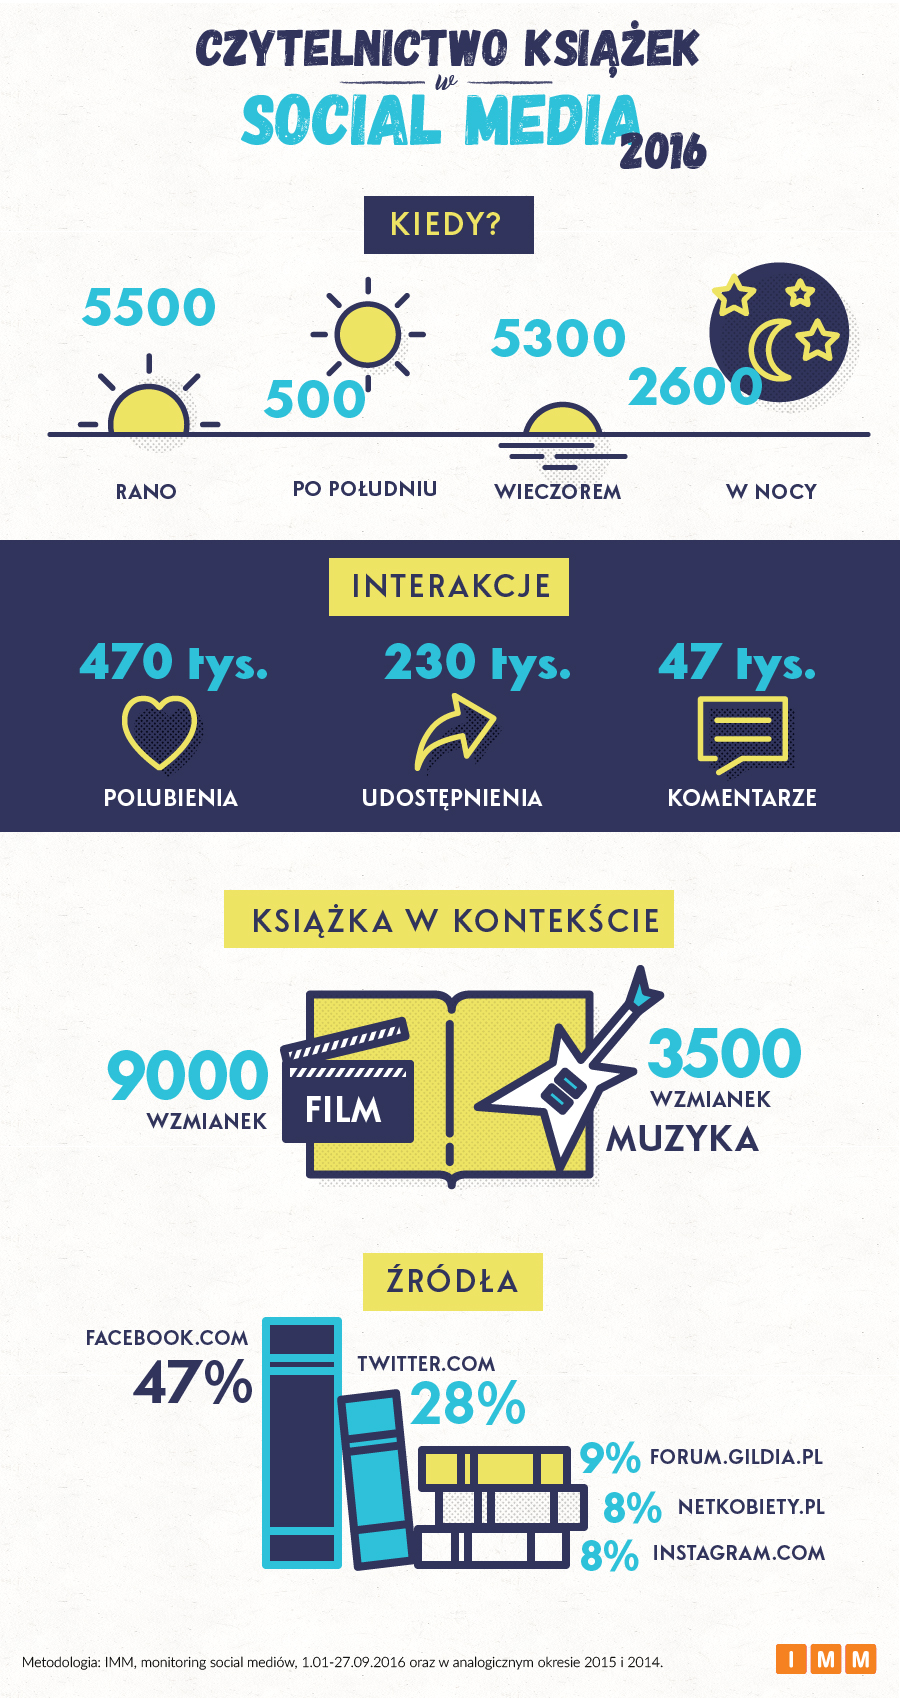 CZYTELNICTWO KSIĄŻEK
w
SOCIAL MEDIA
2016
KIEDY?
5500
500
5300
2600
RANO
PO POŁUDNIU
WIECZOREM
W NOCY
INTERAKCJE
470 tys.
230 tys.
47 tys.
POLUBIENIA
UDOSTĘPNIENIA
KOMENTARZE
KSIĄŻKA W KONTEKŚCIE
9000
WZMIANEK
FILM
3500
WZMIANEK
MUZYKA
ŹRÓDŁA
FACEBOOK.COM
47%
TWITTER.COM
28%
9% FORUM.GILDIA.PL
8% NETKOBIETY.PL
8% INSTAGRAM.COM
Metodologia: IMM, monitoring social mediów, 1.01-27.09.2016 oraz w analogicznym okresie 2015 i 2014.
IMM